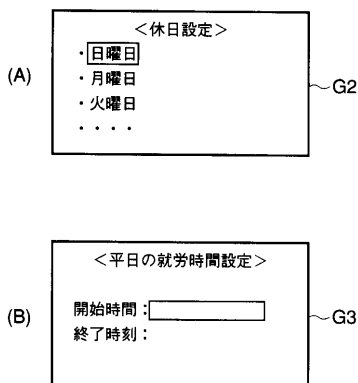 (A)
<休日設定>
・日曜日
・月曜日
・火曜日
・・・・
G2
(B)
<平日の就労時間設定>
開始時間：
終了時刻：
G3